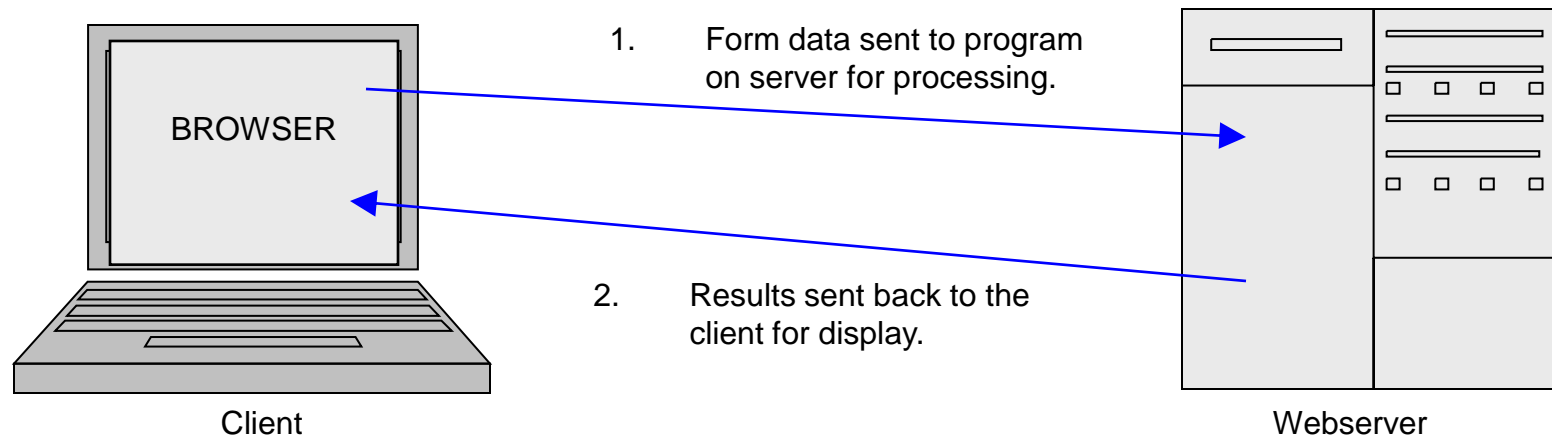 1. Form data sent to program
on server for processing.
BROWSER
2. Results sent back to the
client for display.
Client
Webserver